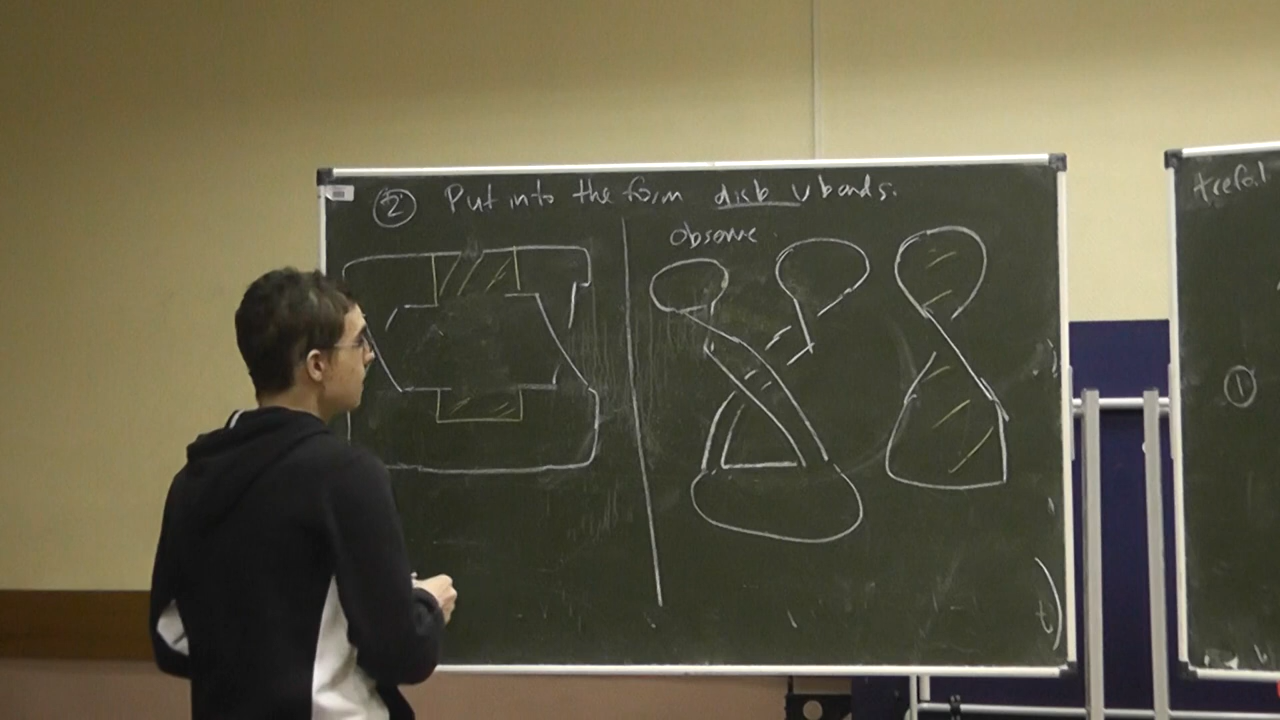 ② Put into the form disk ∪ bands.
observe
trefoil
①